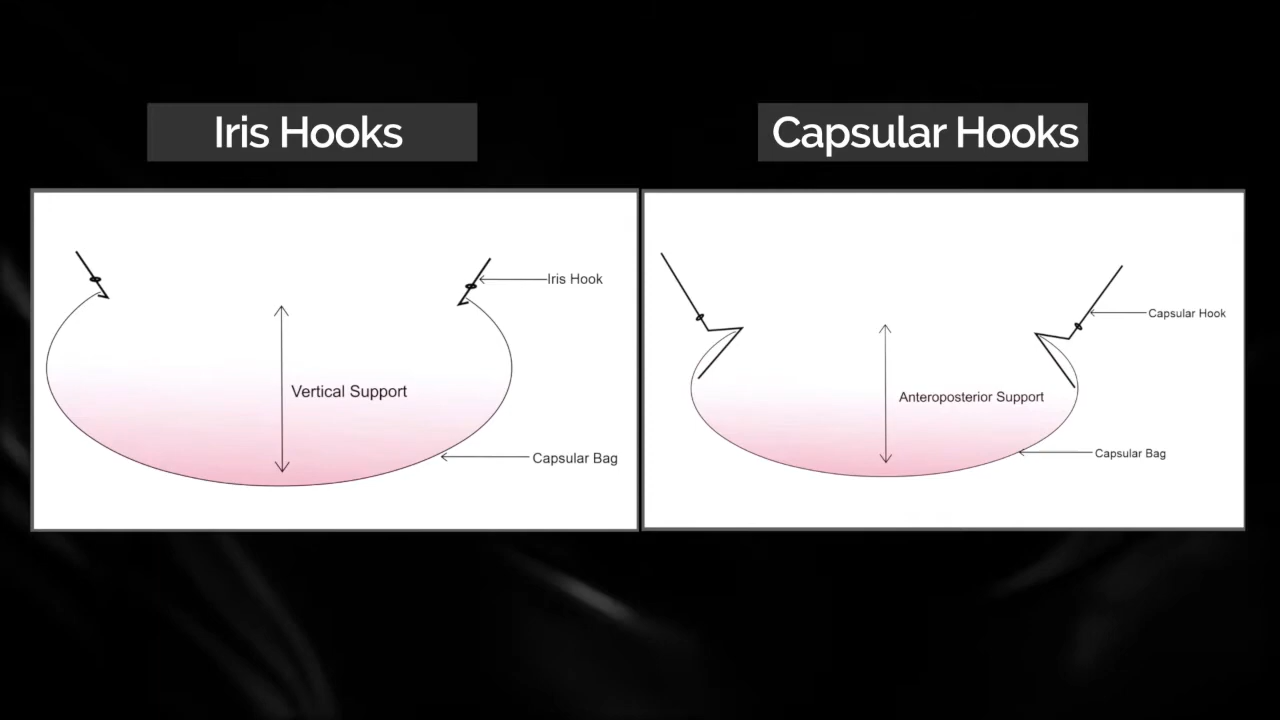 Iris Hooks
Capsular Hooks
Iris Hook
Vertical Support
Capsular Bag
Capsular Hook
Anteroposterior Support
Capsular Bag